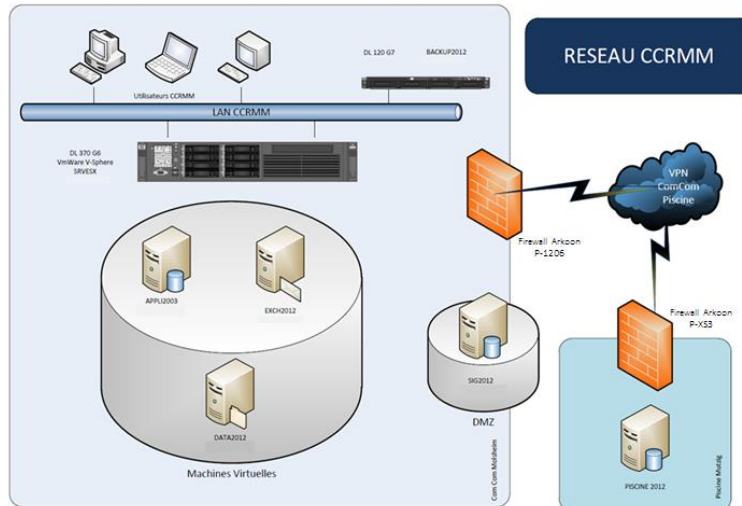 RESEAU CCRMM
DL 120 G7
BACKUP2012
Utilisateurs CCRMM
LAN CCRMM
DL 370 G6
VmWare V-Sphere
SRVESX
VPN
ComCom
Piscine
Firewall Arkoon
P-1206
Firewall Arkoon
P-XS3
APPLI2003
EXCH2012
DATA2012
Machines Virtuelles
SIG2012
DMZ
Com Com Molsheim
PISCINE 2012
Piscine Mutzig